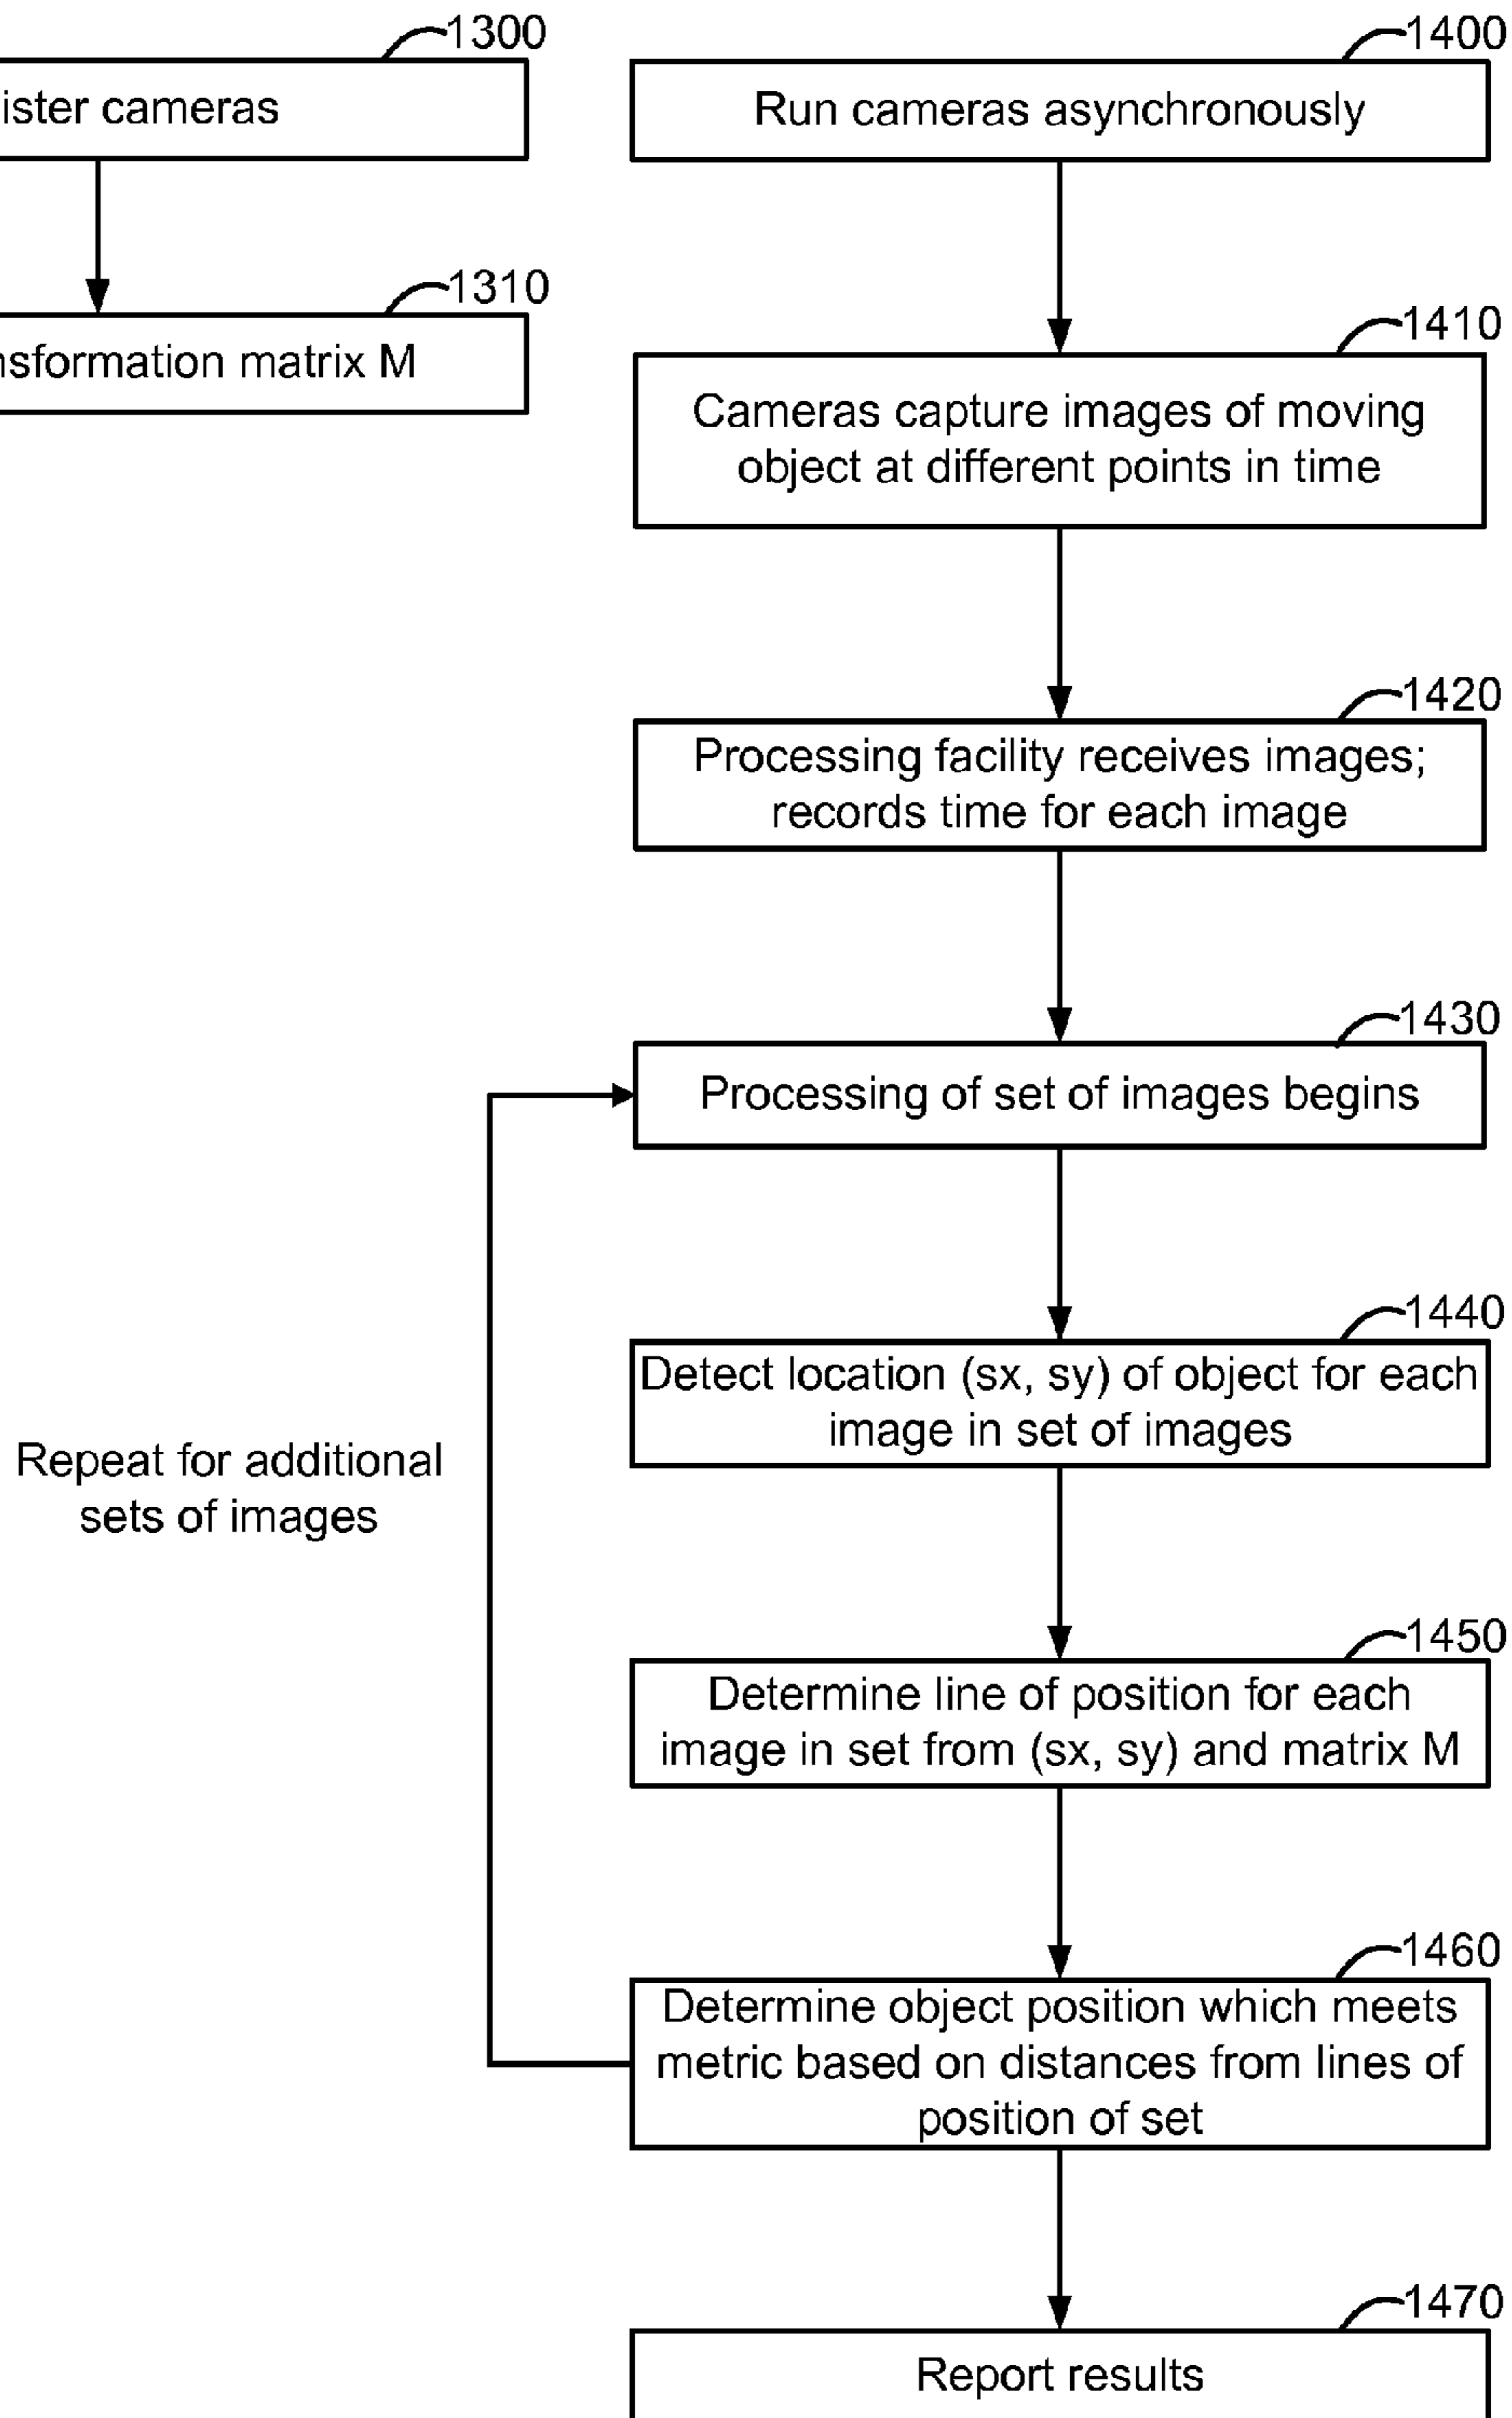 1300
ister cameras
1310
nsformation matrix M
1400
Run cameras asynchronously
1410
Cameras capture images of moving
object at different points in time
1420
Processing facility receives images;
records time for each image
1430
Processing of set of images begins
1440
Detect location (sx, sy) of object for each
image in set of images
Repeat for additional
sets of images
1450
Determine line of position for each
image in set from (sx, sy) and matrix M
1460
Determine object position which meets
metric based on distances from lines of
position of set
1470
Report results